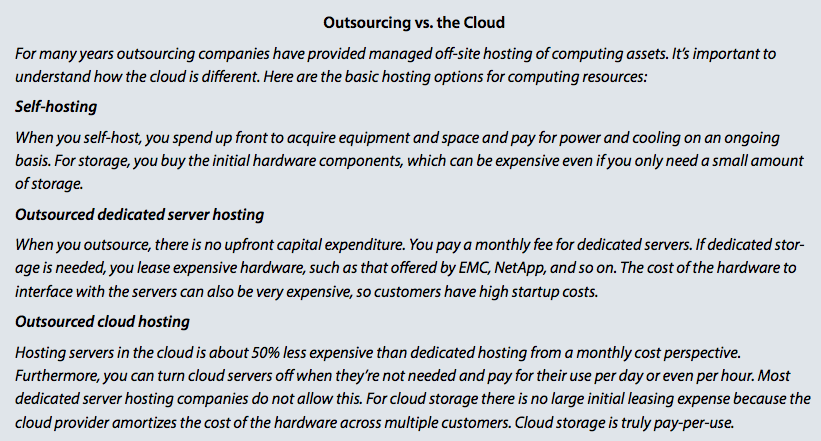 Outsourcing vs. the Cloud
For many years outsourcing companies have provided managed off-site hosting of computing assets. It's important to
understand how the cloud is different. Here are the basic hosting options for computing resources:
Self-hosting
When you self-host, you spend up front to acquire equipment and space and pay for power and cooling on an ongoing
basis. For storage, you buy the initial hardware components, which can be expensive even if you only need a small amount
of storage.
Outsourced dedicated server hosting
When you outsource, there is no upfront capital expenditure. You pay a monthly fee for dedicated servers. If dedicated stor-
age is needed, you lease expensive hardware, such as that offered by EMC, NetApp, and so on. The cost of the hardware to
interface with the servers can also be very expensive, so customers have high startup costs.
Outsourced cloud hosting
Hosting servers in the cloud is about 50% less expensive than dedicated hosting from a monthly cost perspective.
Furthermore, you can turn cloud servers off when they're not needed and pay for their use per day or even per hour. Most
dedicated server hosting companies do not allow this. For cloud storage there is no large initial leasing expense because the
cloud provider amortizes the cost of the hardware across multiple customers. Cloud storage is truly pay-per-use.